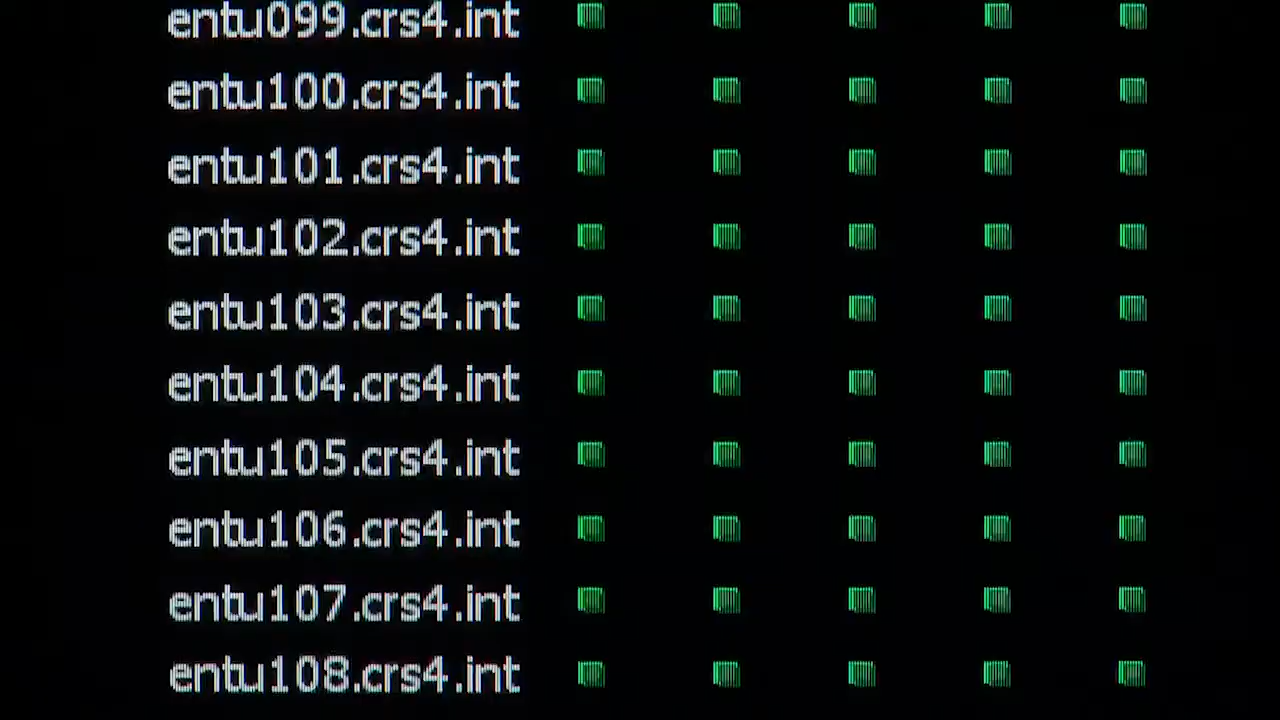 entu099.crs4.int
entu100.crs4.int
entu101.crs4.int
entu102.crs4.int
entu103.crs4.int
entu104.crs4.int
entu105.crs4.int
entu106.crs4.int
entu107.crs4.int
entu108.crs4.int